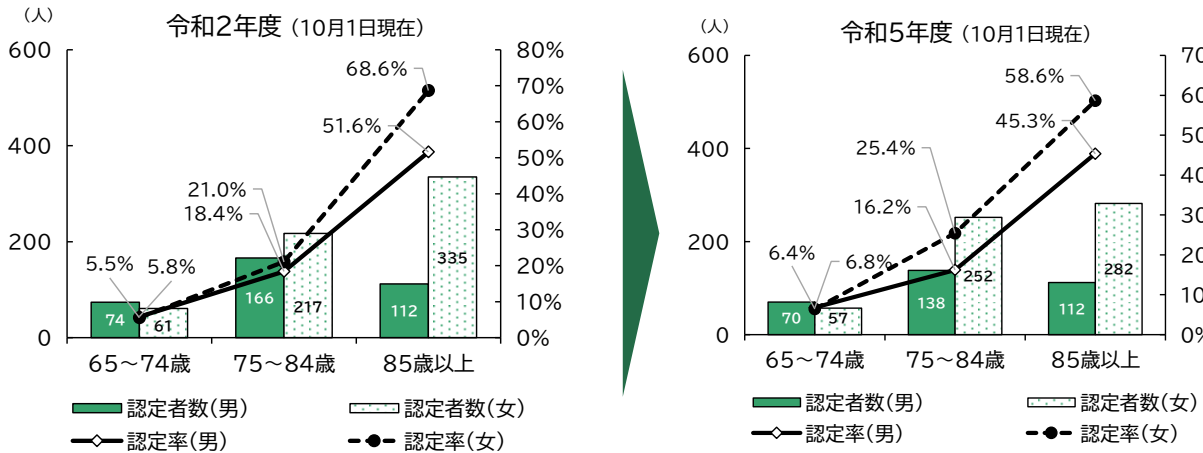 令和2年度（10月1日現在）
（人）
600
400
200
0
80%
70%
60%
50%
40%
30%
20%
10%
0%
5.5%
5.8%
21.0%
18.4%
68.6%
51.6%
74
61
166
217
112
335
65～74歳
75～84歳
85歳以上
認定者数(男)
認定者数(女)
認定率(男)
認定率(女)
令和5年度（10月1日現在）
（人）
600
400
200
0
6.4%
6.8%
25.4%
16.2%
58.6%
45.3%
70
57
138
252
112
282
65～74歳
75～84歳
85歳以上
0%
認定者数(男)
認定者数(女)
認定率(男)
認定率(女)